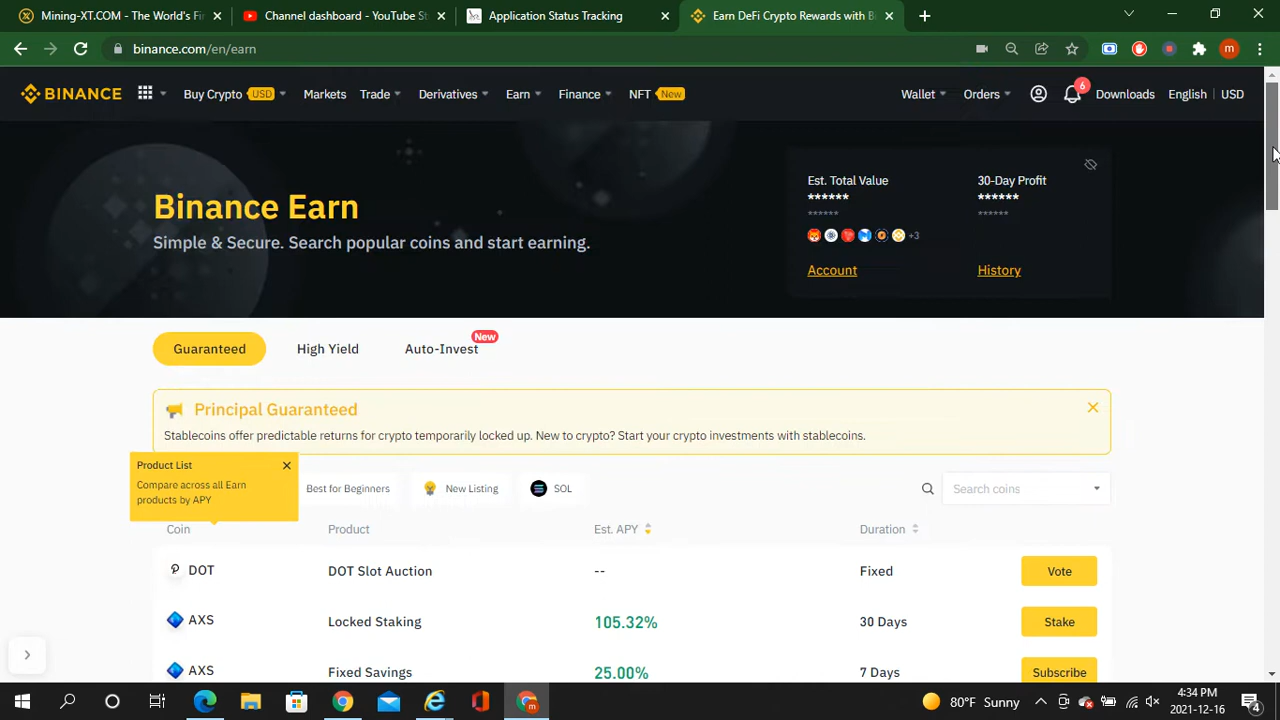 Mining-XT.COM - The World's Fir
Channel dashboard - YouTube St
Application Status Tracking
Earn DeFi Crypto Rewards with B
binance.com/en/earn
m
BINANCE
Buy Crypto USD
Markets
Trade
Derivatives
Earn
Finance
NFT New
Wallet
Orders
6
Downloads
English | USD
Binance Earn
Simple & Secure. Search popular coins and start earning.
Est. Total Value
30-Day Profit
******
******
******
******
+3
Account
History
Guaranteed
High Yield
Auto-Invest
New
Principal Guaranteed
Stablecoins offer predictable returns for crypto temporarily locked up. New to crypto? Start your crypto investments with stablecoins.
Product List
Compare across all Earn
products by APY
Best for Beginners
New Listing
SOL
Search coins
Coin
Product
Est. APY
Duration
DOT
DOT Slot Auction
--
Fixed
Vote
AXS
Locked Staking
105.32%
30 Days
Stake
AXS
Fixed Savings
25.00%
7 Days
Subscribe
80°F Sunny
4:34 PM
2021-12-16
4